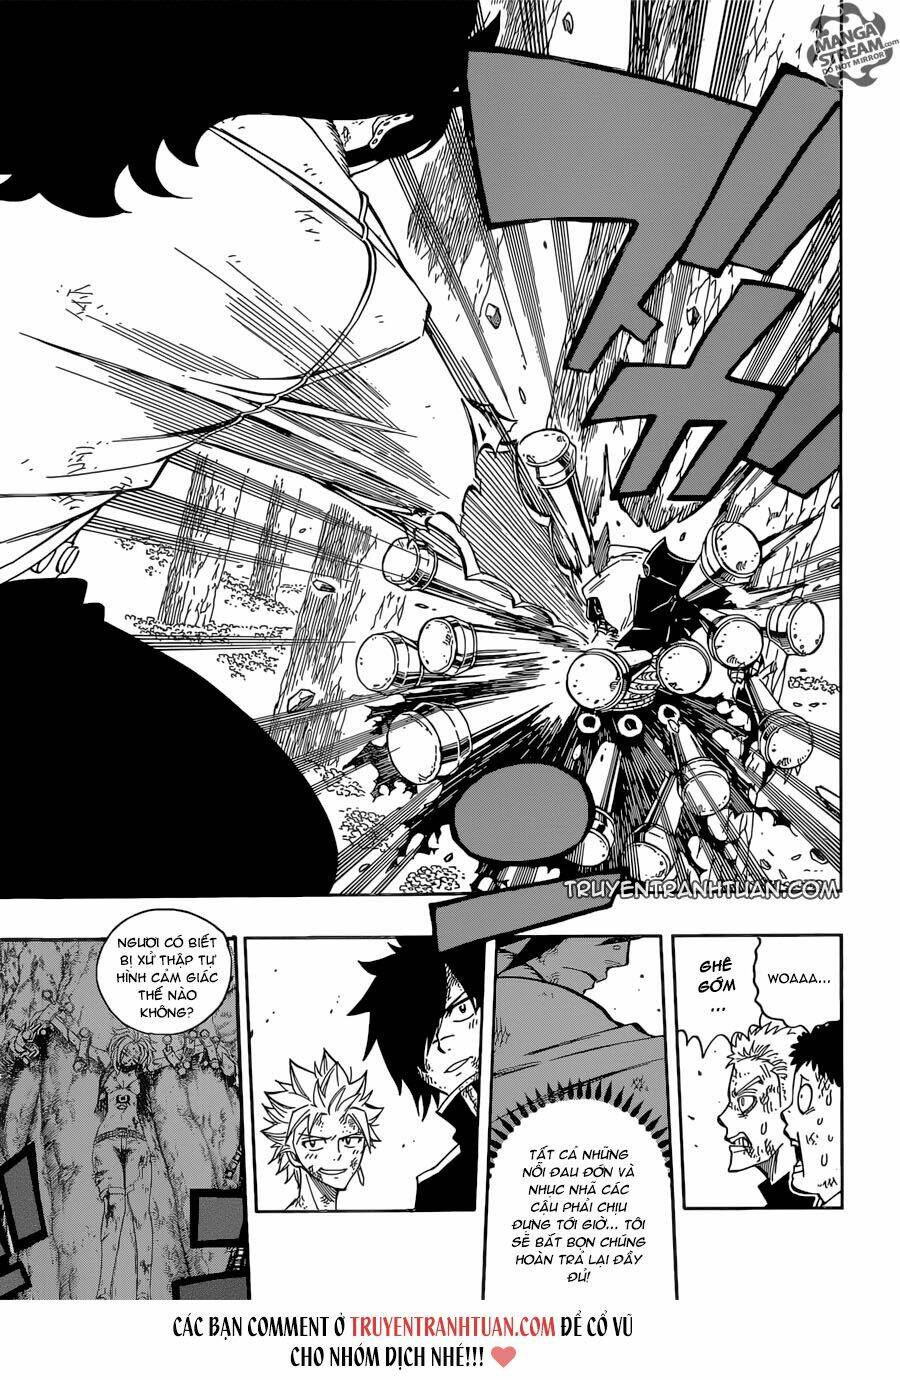 MANGA
STREAM.com
DO NOT MIRROR
TRUYENTRANHTUAN.COM
WOAAA...
GHÊ
GỚM
...
TẤT CẢ NHỮNG
NỖI ĐAU ĐỚN VÀ
NHỤC NHÃ CÁC
CẬU PHẢI CHỊU
ĐỰNG TỚI GIỜ... TÔI
SẼ BẮT BỌN CHÚNG
HOÀN TRẢ LẠI ĐẦY
ĐỦ!
NGƯƠI CÓ BIẾT
BỊ XỬ THẬP TỰ
HÌNH CẢM GIÁC
THẾ NÀO
KHÔNG?
CÁC BẠN COMMENT Ở TRUYENTRANHTUAN.COM ĐỂ CỔ VŨ
CHO NHÓM DỊCH NHÉ!!! ❤